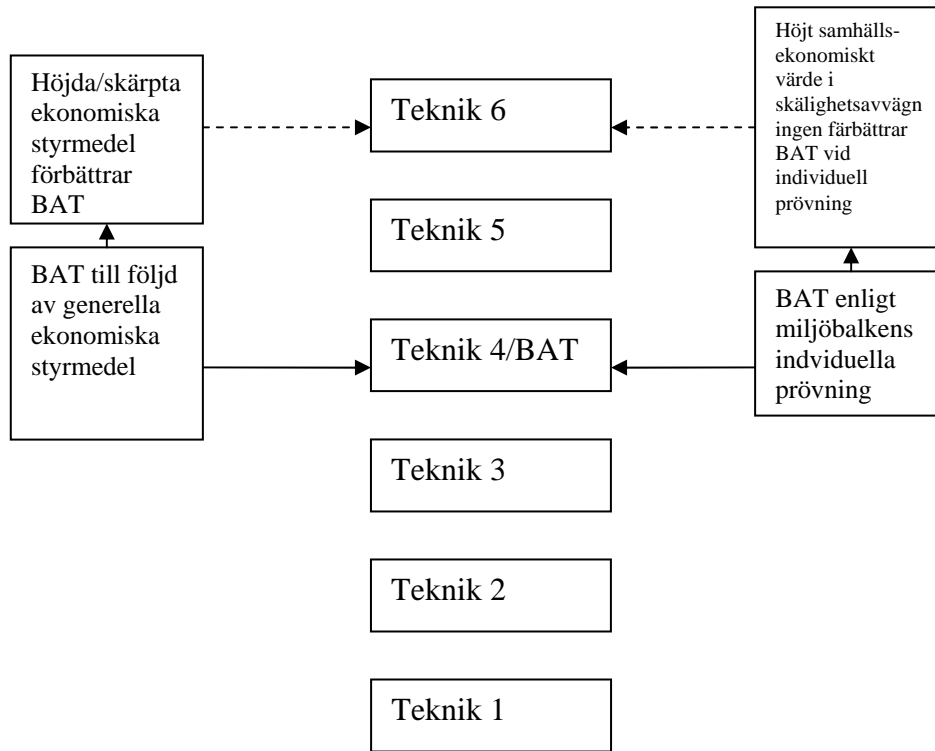 Höjda/skärpta
ekonomiska
styrmedel
förbättrar
BAT
BAT till följd
av generella
ekonomiska
styrmedel
Teknik 6
Teknik 5
Teknik 4/BAT
Teknik 3
Teknik 2
Teknik 1
Höjt samhälls-
ekonomiskt
värde i
skälighetsavvägn
ingen färbättrar
BAT vid
individuell
prövning
BAT enligt
miljöbalkens
indviduella
prövning